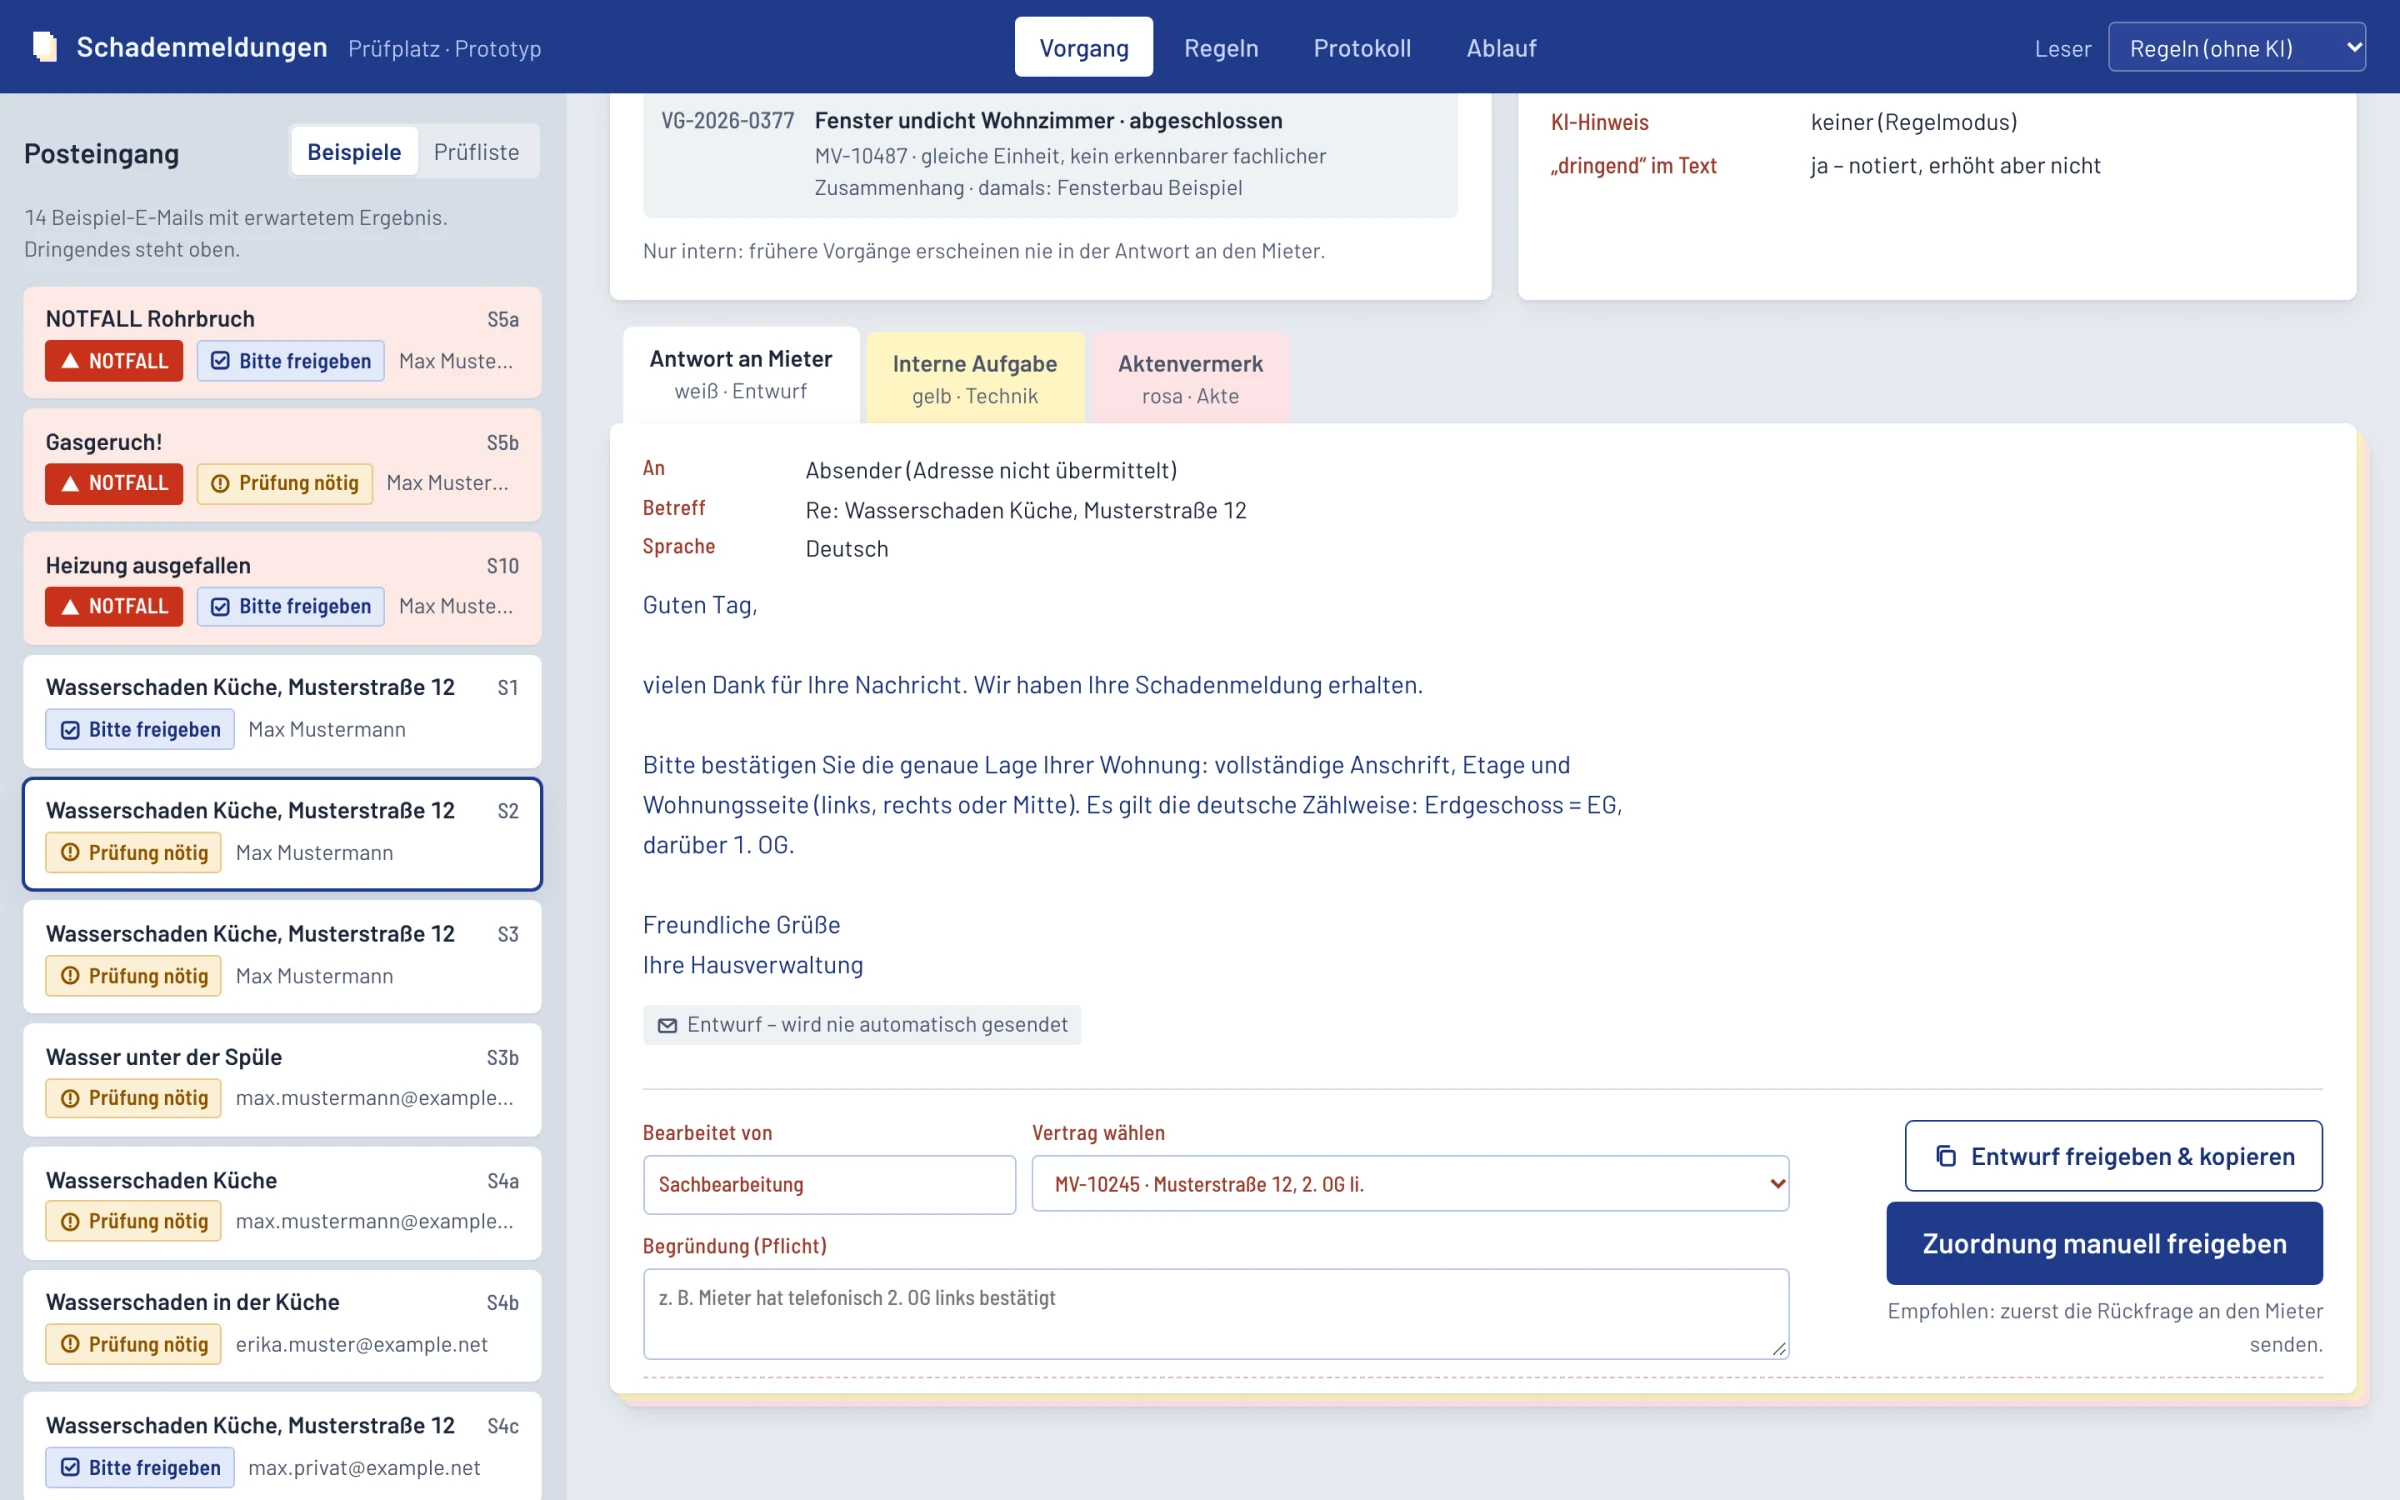 Schadenmeldungen Prüfplatz · Prototyp
Vorgang Regeln Protokoll Ablauf
Leser Regeln (ohne KI)
Posteingang
Beispiele Prüfliste
14 Beispiel-E-Mails mit erwartetem Ergebnis.
Dringendes steht oben.
NOTFALL Rohrbruch S5a
NOTFALL Bitte freigeben Max Muste...
Gasgeruch! S5b
NOTFALL Prüfung nötig Max Muster...
Heizung ausgefallen S10
NOTFALL Bitte freigeben Max Muste...
Wasserschaden Küche, Musterstraße 12 S1
Bitte freigeben Max Mustermann
Wasserschaden Küche, Musterstraße 12 S2
Prüfung nötig Max Mustermann
Wasserschaden Küche, Musterstraße 12 S3
Prüfung nötig Max Mustermann
Wasser unter der Spüle S3b
Prüfung nötig max.mustermann@example...
Wasserschaden Küche S4a
Prüfung nötig max.mustermann@example...
Wasserschaden in der Küche S4b
Prüfung nötig erika.muster@example.net
Wasserschaden Küche, Musterstraße 12 S4c
Bitte freigeben max.privat@example.net
VG-2026-0377 Fenster undicht Wohnzimmer · abgeschlossen
MV-10487 · gleiche Einheit, kein erkennbarer fachlicher
Zusammenhang · damals: Fensterbau Beispiel
Nur intern: frühere Vorgänge erscheinen nie in der Antwort an den Mieter.
KI-Hinweis keiner (Regelmodus)
„dringend“ im Text ja – notiert, erhöht aber nicht
Antwort an Mieter
weiß · Entwurf
Interne Aufgabe
gelb · Technik
Aktenvermerk
rosa · Akte
An Absender (Adresse nicht übermittelt)
Betreff Re: Wasserschaden Küche, Musterstraße 12
Sprache Deutsch
Guten Tag,
vielen Dank für Ihre Nachricht. Wir haben Ihre Schadenmeldung erhalten.
Bitte bestätigen Sie die genaue Lage Ihrer Wohnung: vollständige Anschrift, Etage und
Wohnungsseite (links, rechts oder Mitte). Es gilt die deutsche Zählweise: Erdgeschoss = EG,
darüber 1. OG.
Freundliche Grüße
Ihre Hausverwaltung
Entwurf – wird nie automatisch gesendet
Bearbeitet von
Sachbearbeitung
Vertrag wählen
MV-10245 · Musterstraße 12, 2. OG li.
Begründung (Pflicht)
z. B. Mieter hat telefonisch 2. OG links bestätigt
Entwurf freigeben & kopieren
Zuordnung manuell freigeben
Empfohlen: zuerst die Rückfrage an den Mieter
senden.